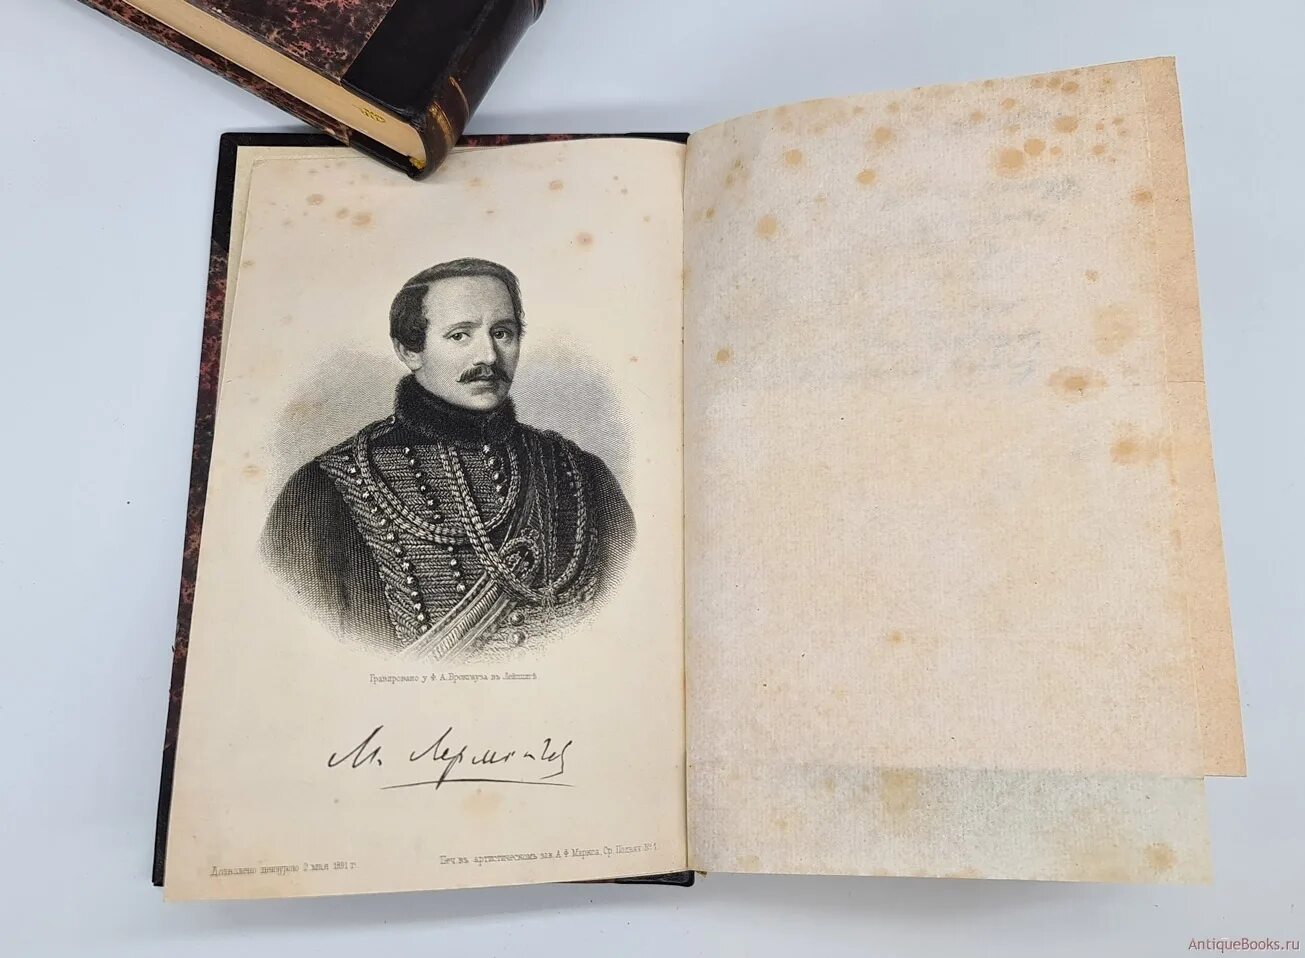 Гравировано у Ф. А. Брокгауза въ Лейпцигѣ
М. Лермонтов
Дозволено цензурою 2 мая 1891 г.
Печ. въ артистическомъ зав. А. Ф. Маркса, Ср. Подъяч. № 1.
AntiqueBooks.ru